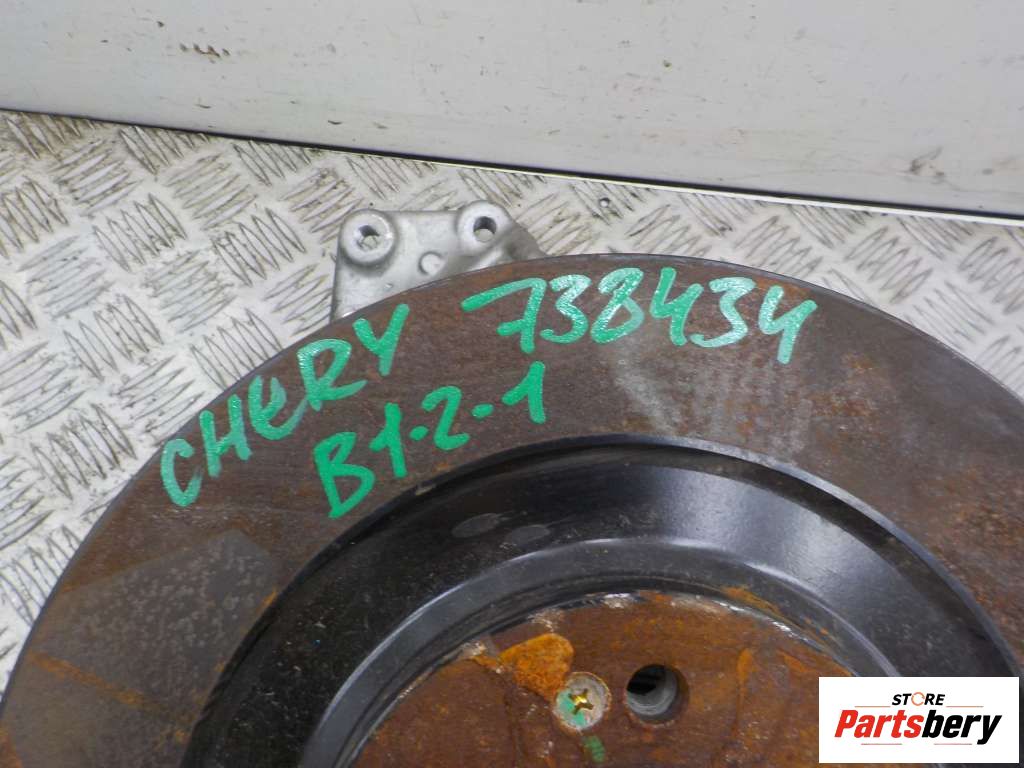 CHERY 738434
B1-2-1
STORE
Partsbery